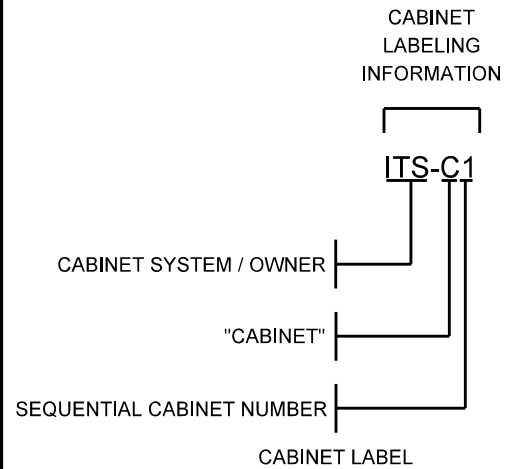 CABINET
LABELING
INFORMATION
ITS-C1
CABINET SYSTEM / OWNER
"CABINET"
SEQUENTIAL CABINET NUMBER
CABINET LABEL